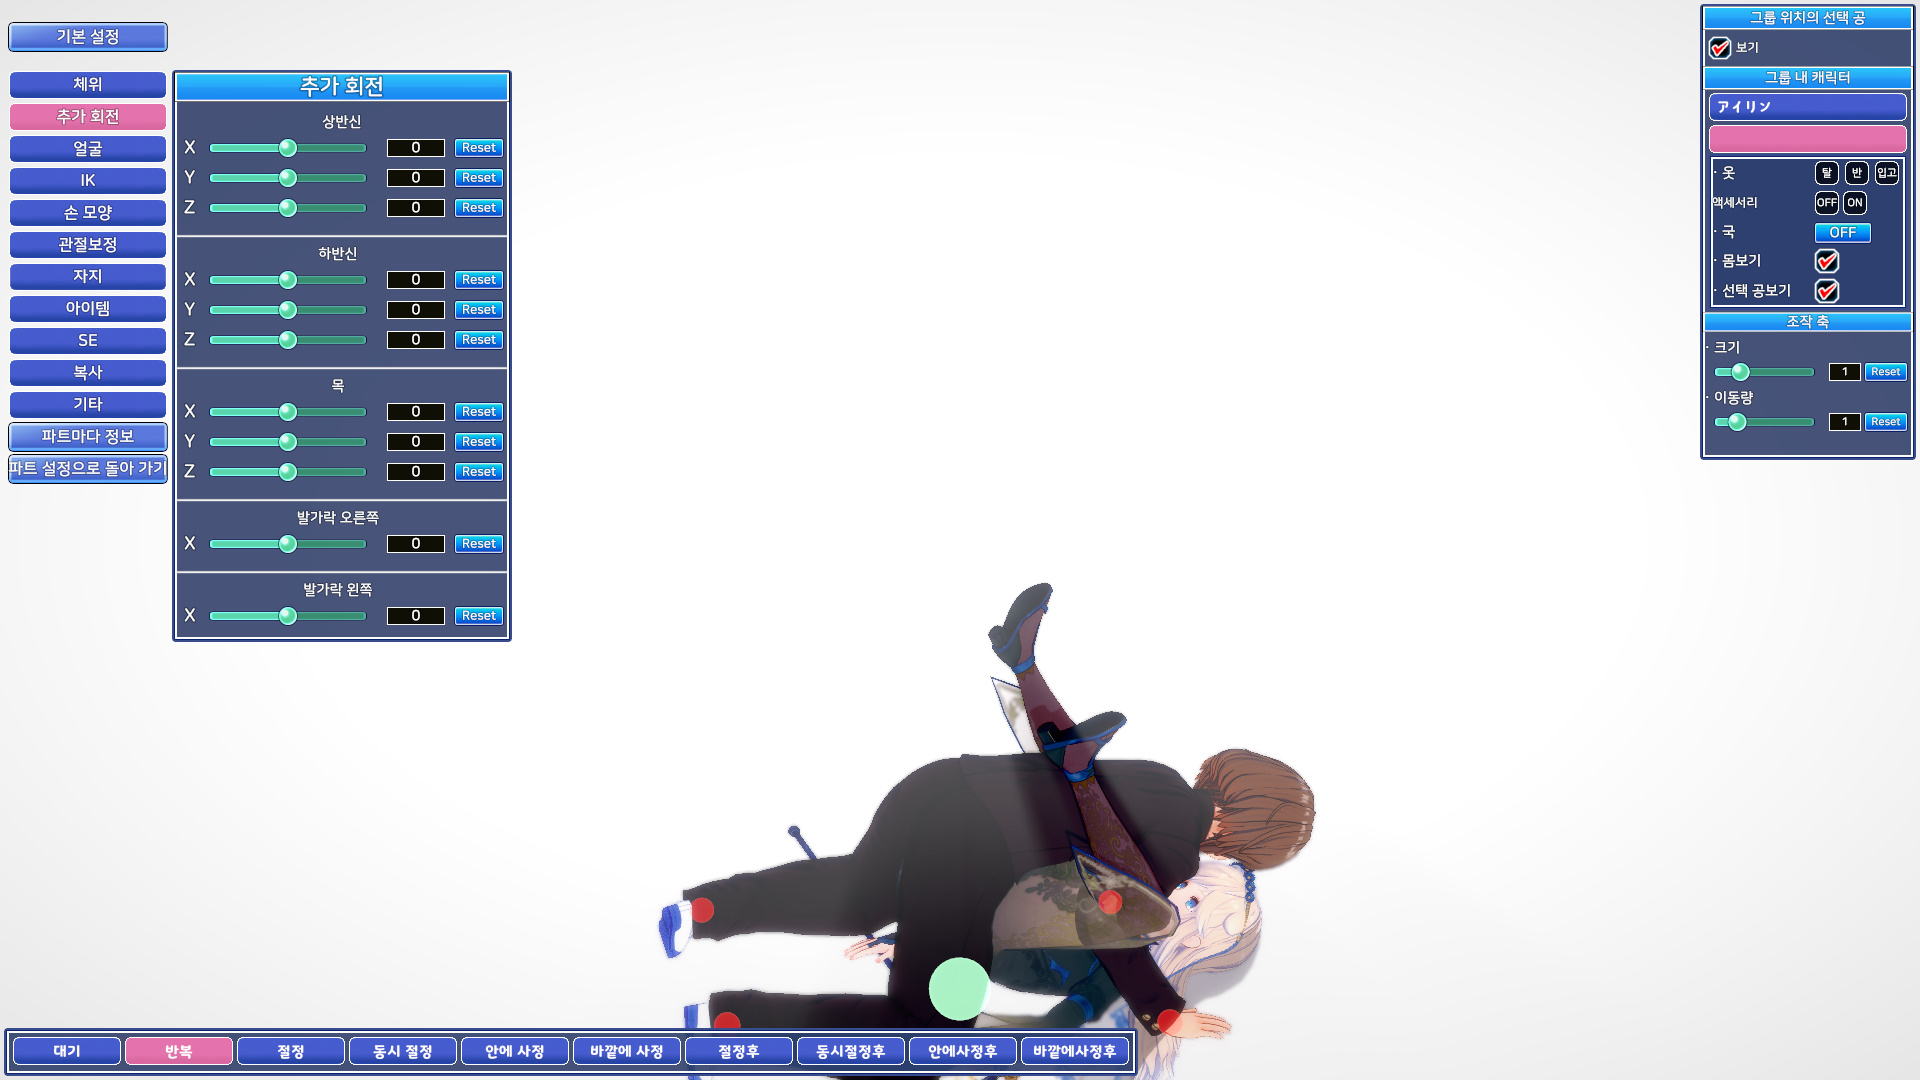 기본 설정
체위
추가 회전
얼굴
IK
손 모양
관절보정
자지
아이템
SE
복사
기타
파트마다 정보
파트 설정으로 돌아 가기
추가 회전
상반신
X 0 Reset
Y 0 Reset
Z 0 Reset
하반신
X 0 Reset
Y 0 Reset
Z 0 Reset
목
X 0 Reset
Y 0 Reset
Z 0 Reset
발가락 오른쪽
X 0 Reset
발가락 왼쪽
X 0 Reset
그룹 위치의 선택 공
보기
그룹 내 캐릭터
アイリン
· 옷 탈 반 입고
액세서리 OFF ON
· 국 OFF
· 몸보기
· 선택 공보기
조작 축
· 크기
1 Reset
· 이동량
1 Reset
대기 반복 절정 동시 절정 안에 사정 바깥에 사정 절정후 동시절정후 안에사정후 바깥에사정후